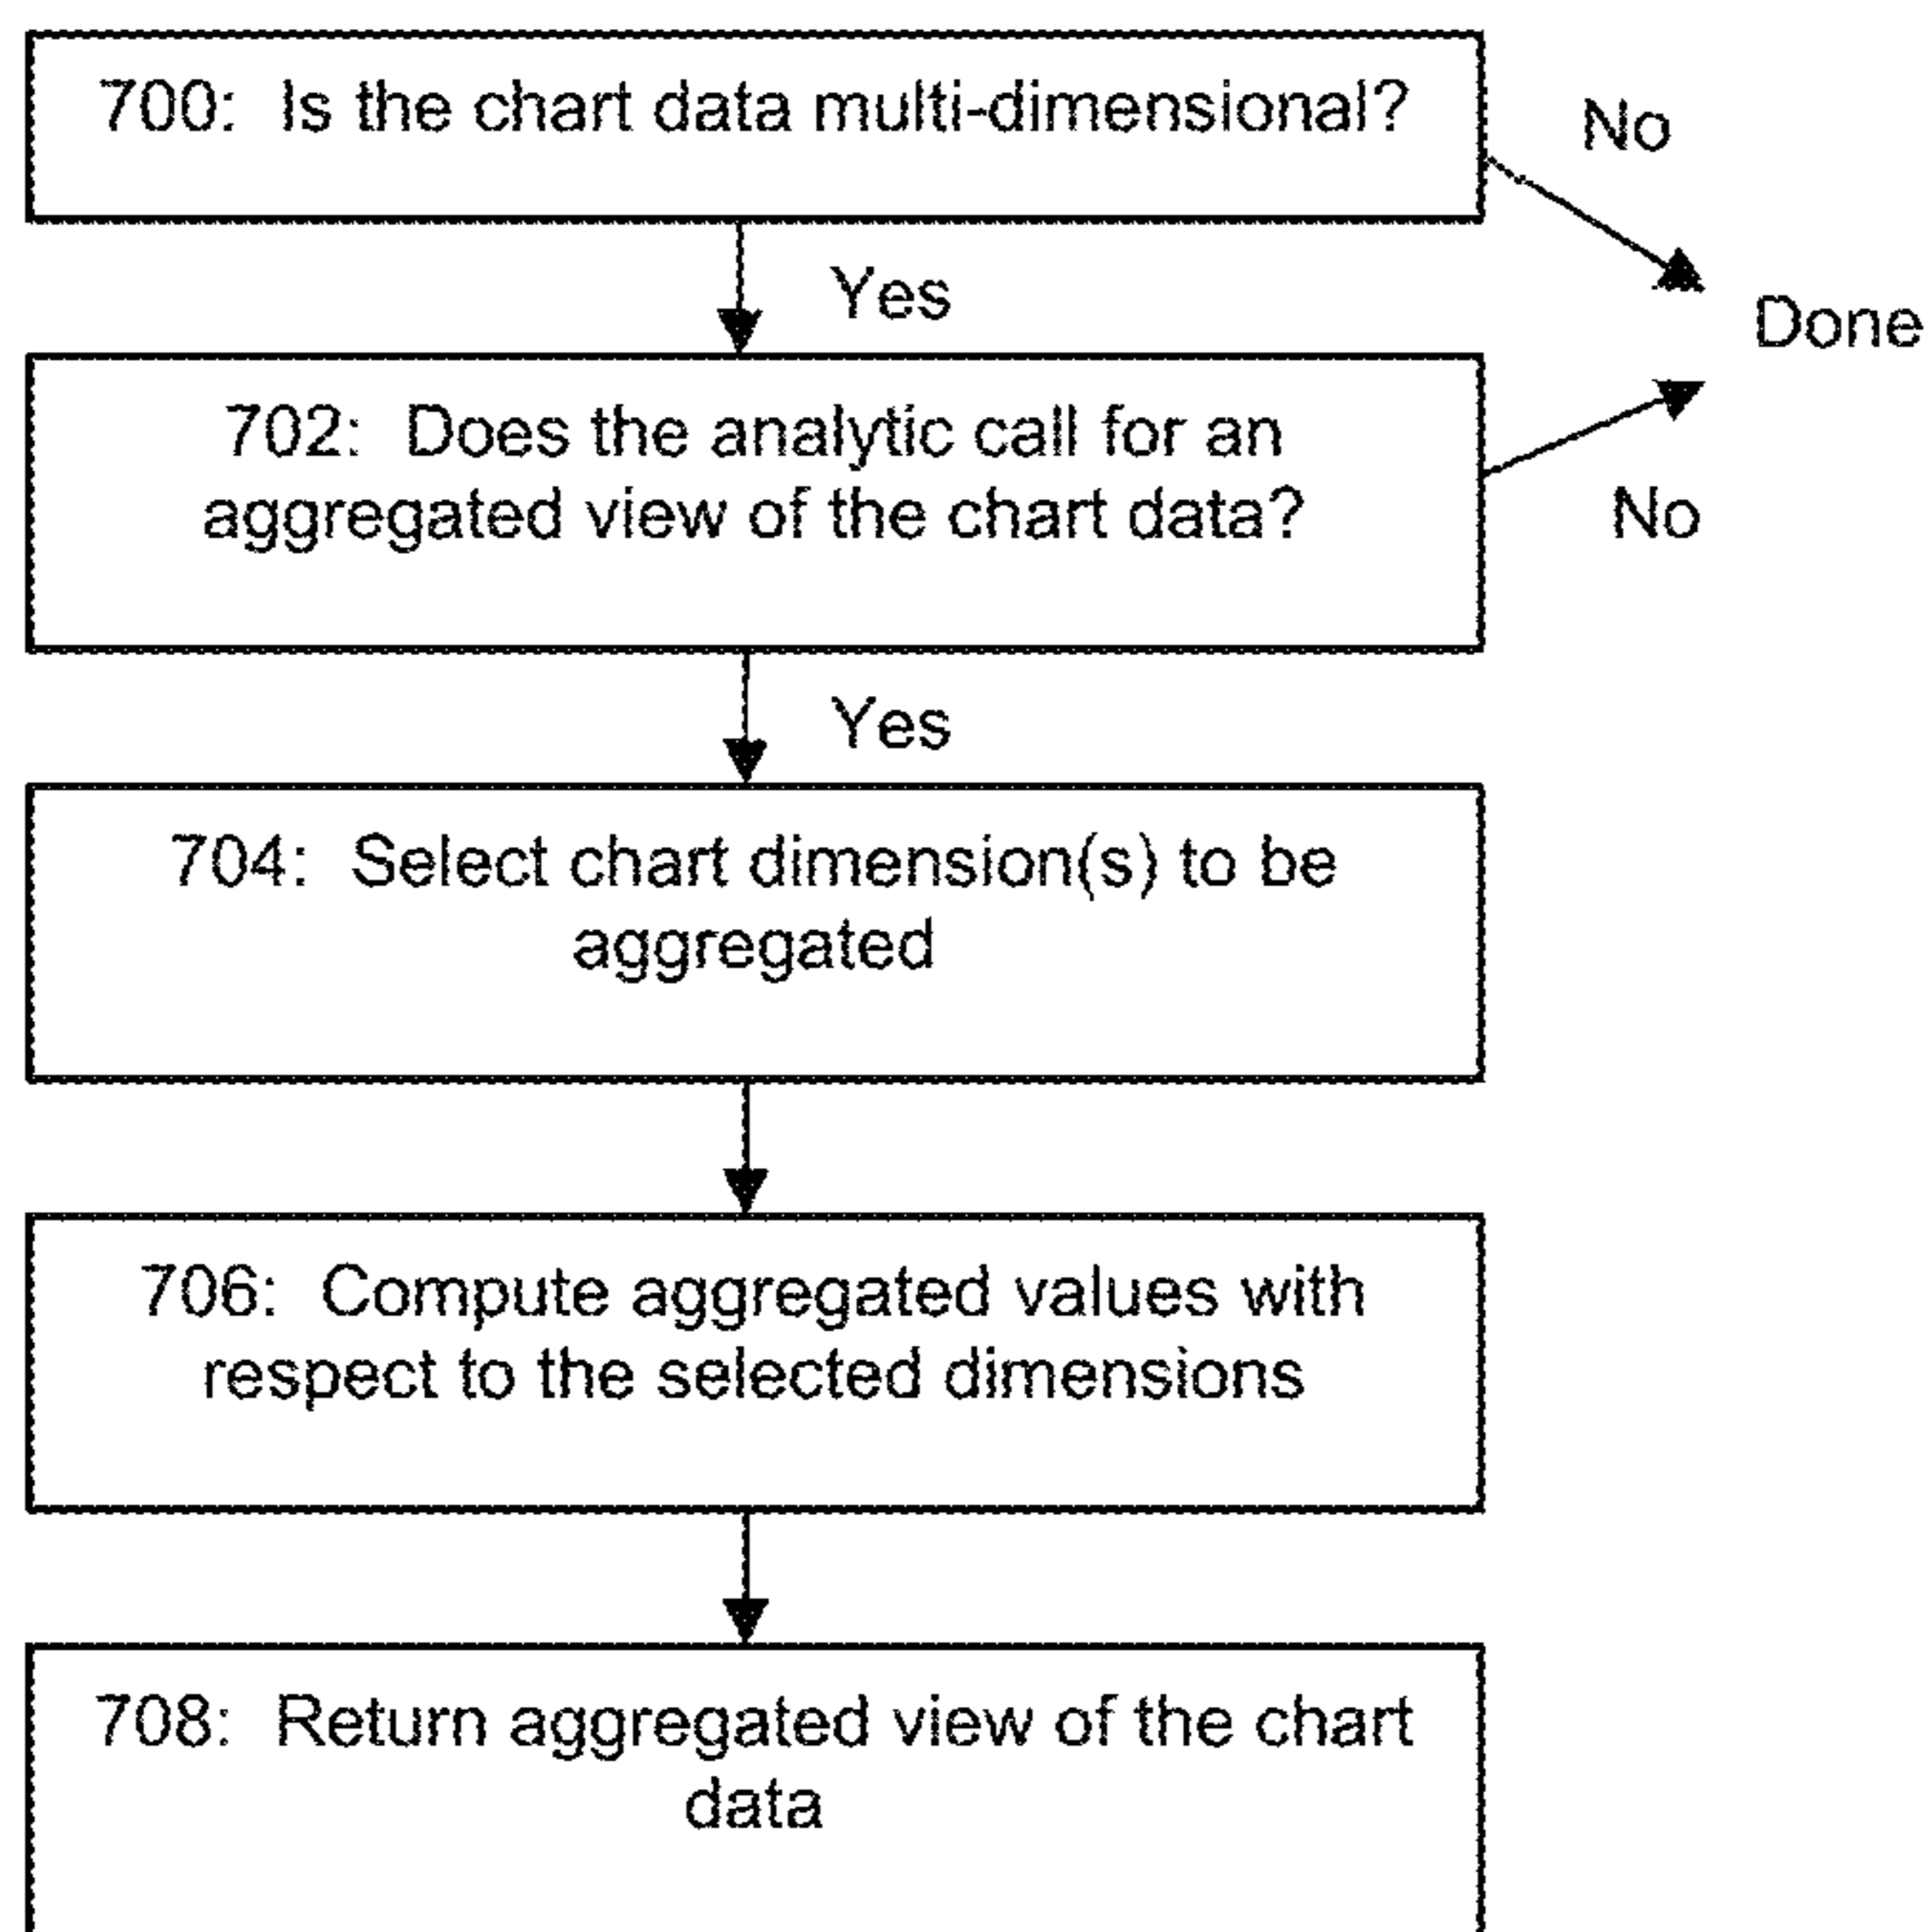 700: Is the chart data multi-dimensional?
No
Yes
Done
702: Does the analytic call for an
aggregated view of the chart data?
No
Yes
704: Select chart dimension(s) to be
aggregated
706: Compute aggregated values with
respect to the selected dimensions
708: Return aggregated view of the chart
data